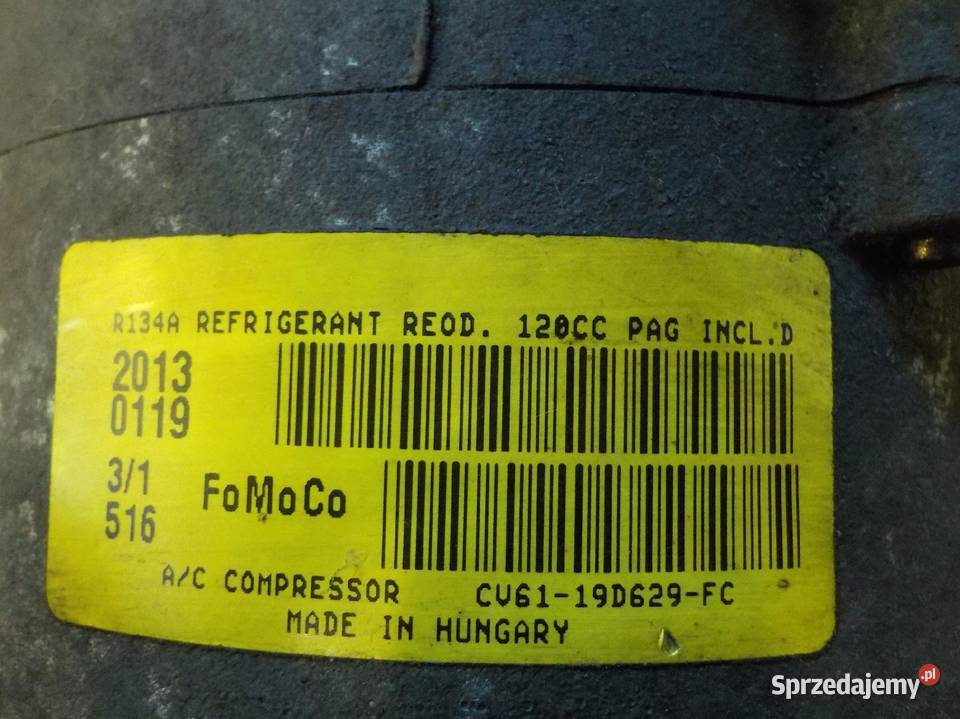 R134A REFRIGERANT REQD. 120CC PAG INCL.D
2013
0119
3/1
516
FoMoCo
A/C COMPRESSOR CV61-19D629-FC
MADE IN HUNGARY
Sprzedajemy.pl